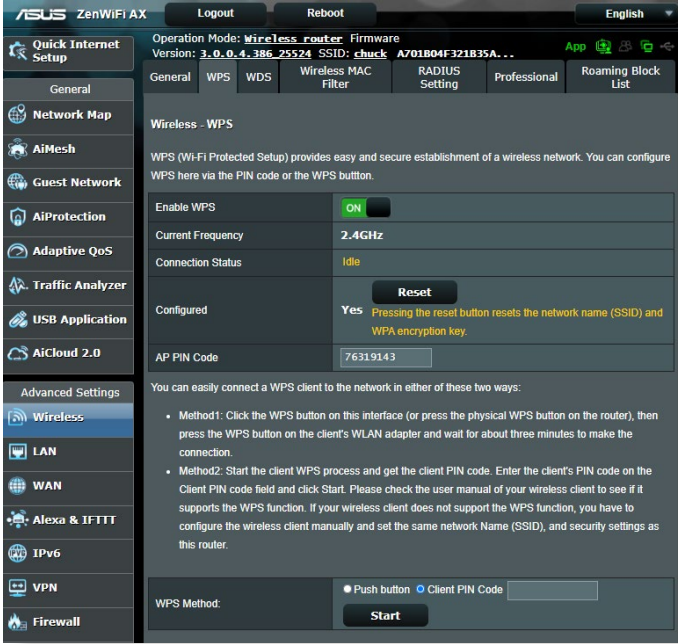 ASUS ZenWiFi AX Logout Reboot English
Quick Internet Setup
Operation Mode: Wireless router Firmware
Version: 3.0.0.4.386_25524 SSID: chuck A701B04F321B35A...
App
General WPS WDS Wireless MAC Filter RADIUS Setting Professional Roaming Block List
General
Network Map
AiMesh
Guest Network
AiProtection
Adaptive QoS
Traffic Analyzer
USB Application
AiCloud 2.0
Advanced Settings
Wireless
LAN
WAN
Alexa & IFTTT
IPv6
VPN
Firewall
Wireless - WPS
WPS (Wi-Fi Protected Setup) provides easy and secure establishment of a wireless network. You can configure
WPS here via the PIN code or the WPS buttton.
Enable WPS ON
Current Frequency 2.4GHz
Connection Status Idle
Configured Yes Reset
Pressing the reset button resets the network name (SSID) and
WPA encryption key.
AP PIN Code 76319143
You can easily connect a WPS client to the network in either of these two ways:
• Method1: Click the WPS button on this interface (or press the physical WPS button on the router), then
press the WPS button on the client's WLAN adapter and wait for about three minutes to make the
connection.
• Method2: Start the client WPS process and get the client PIN code. Enter the client's PIN code on the
Client PIN code field and click Start. Please check the user manual of your wireless client to see if it
supports the WPS function. If your wireless client does not support the WPS function, you have to
configure the wireless client manually and set the same network Name (SSID), and security settings as
this router.
WPS Method: Push button Client PIN Code
Start